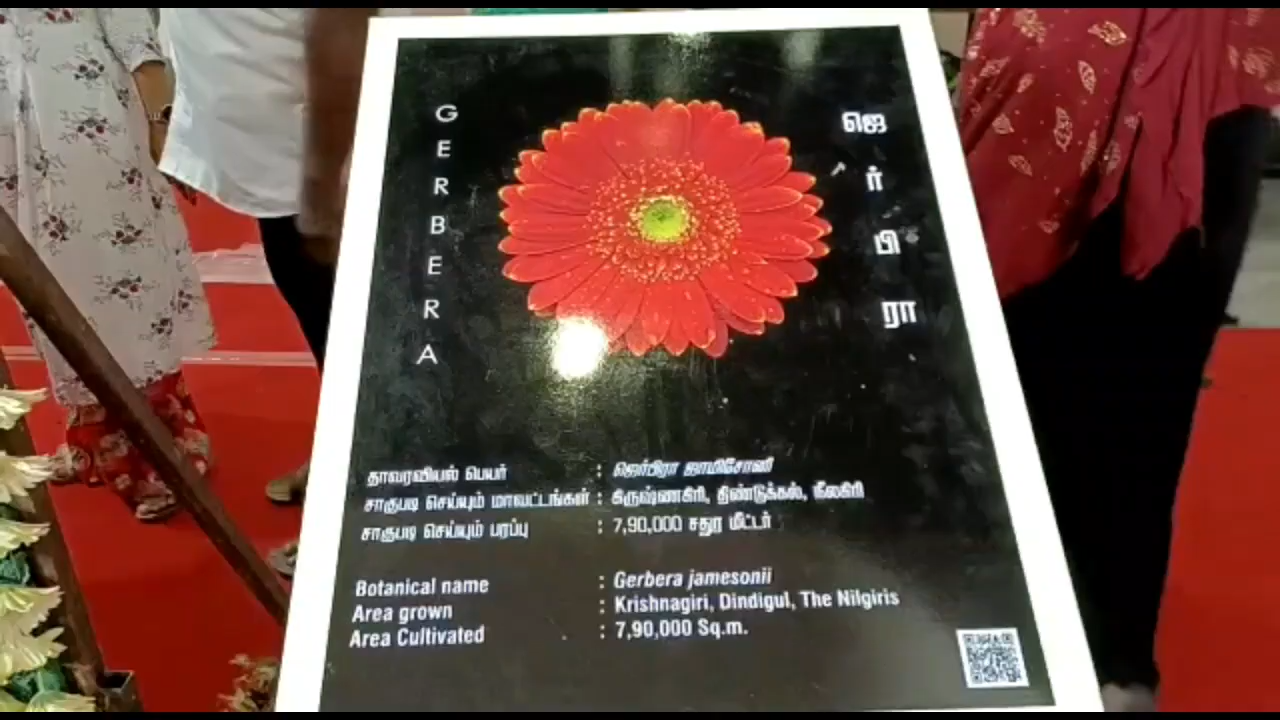 GERBERA
ஜெர்பிரா
தாவரவியல் பெயர் : ஜெர்பிரா ஜாமிசோனி
சாகுபடி செய்யும் மாவட்டங்கள் : கிருஷ்ணகிரி, திண்டுக்கல், நீலகிரி
சாகுபடி செய்யும் பரப்பு : 7,90,000 சதுர மீட்டர்
Botanical name : Gerbera jamesonii
Area grown : Krishnagiri, Dindigul, The Nilgiris
Area Cultivated : 7,90,000 Sq.m.